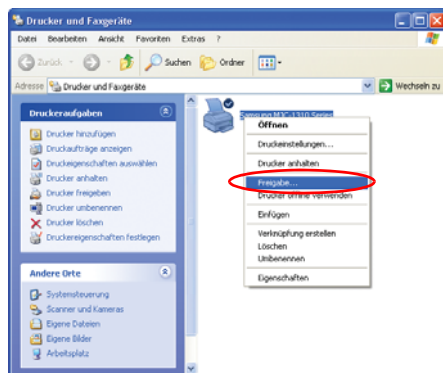 Drucker und Faxgeräte
Datei Bearbeiten Ansicht Favoriten Extras ?
Zurück Suchen Ordner
Adresse Drucker und Faxgeräte Wechseln zu
Druckeraufgaben
Drucker hinzufügen
Druckaufträge anzeigen
Druckeigenschaften auswählen
Drucker anhalten
Drucker freigeben
Drucker umbenennen
Drucker löschen
Druckereigenschaften festlegen
Andere Orte
Systemsteuerung
Scanner und Kameras
Eigene Dateien
Eigene Bilder
Arbeitsplatz
Samsung MJC-1310 Series
Öffnen
Druckeinstellungen...
Drucker anhalten
Freigabe...
Drucker offline verwenden
Einfügen
Verknüpfung erstellen
Löschen
Umbenennen
Eigenschaften